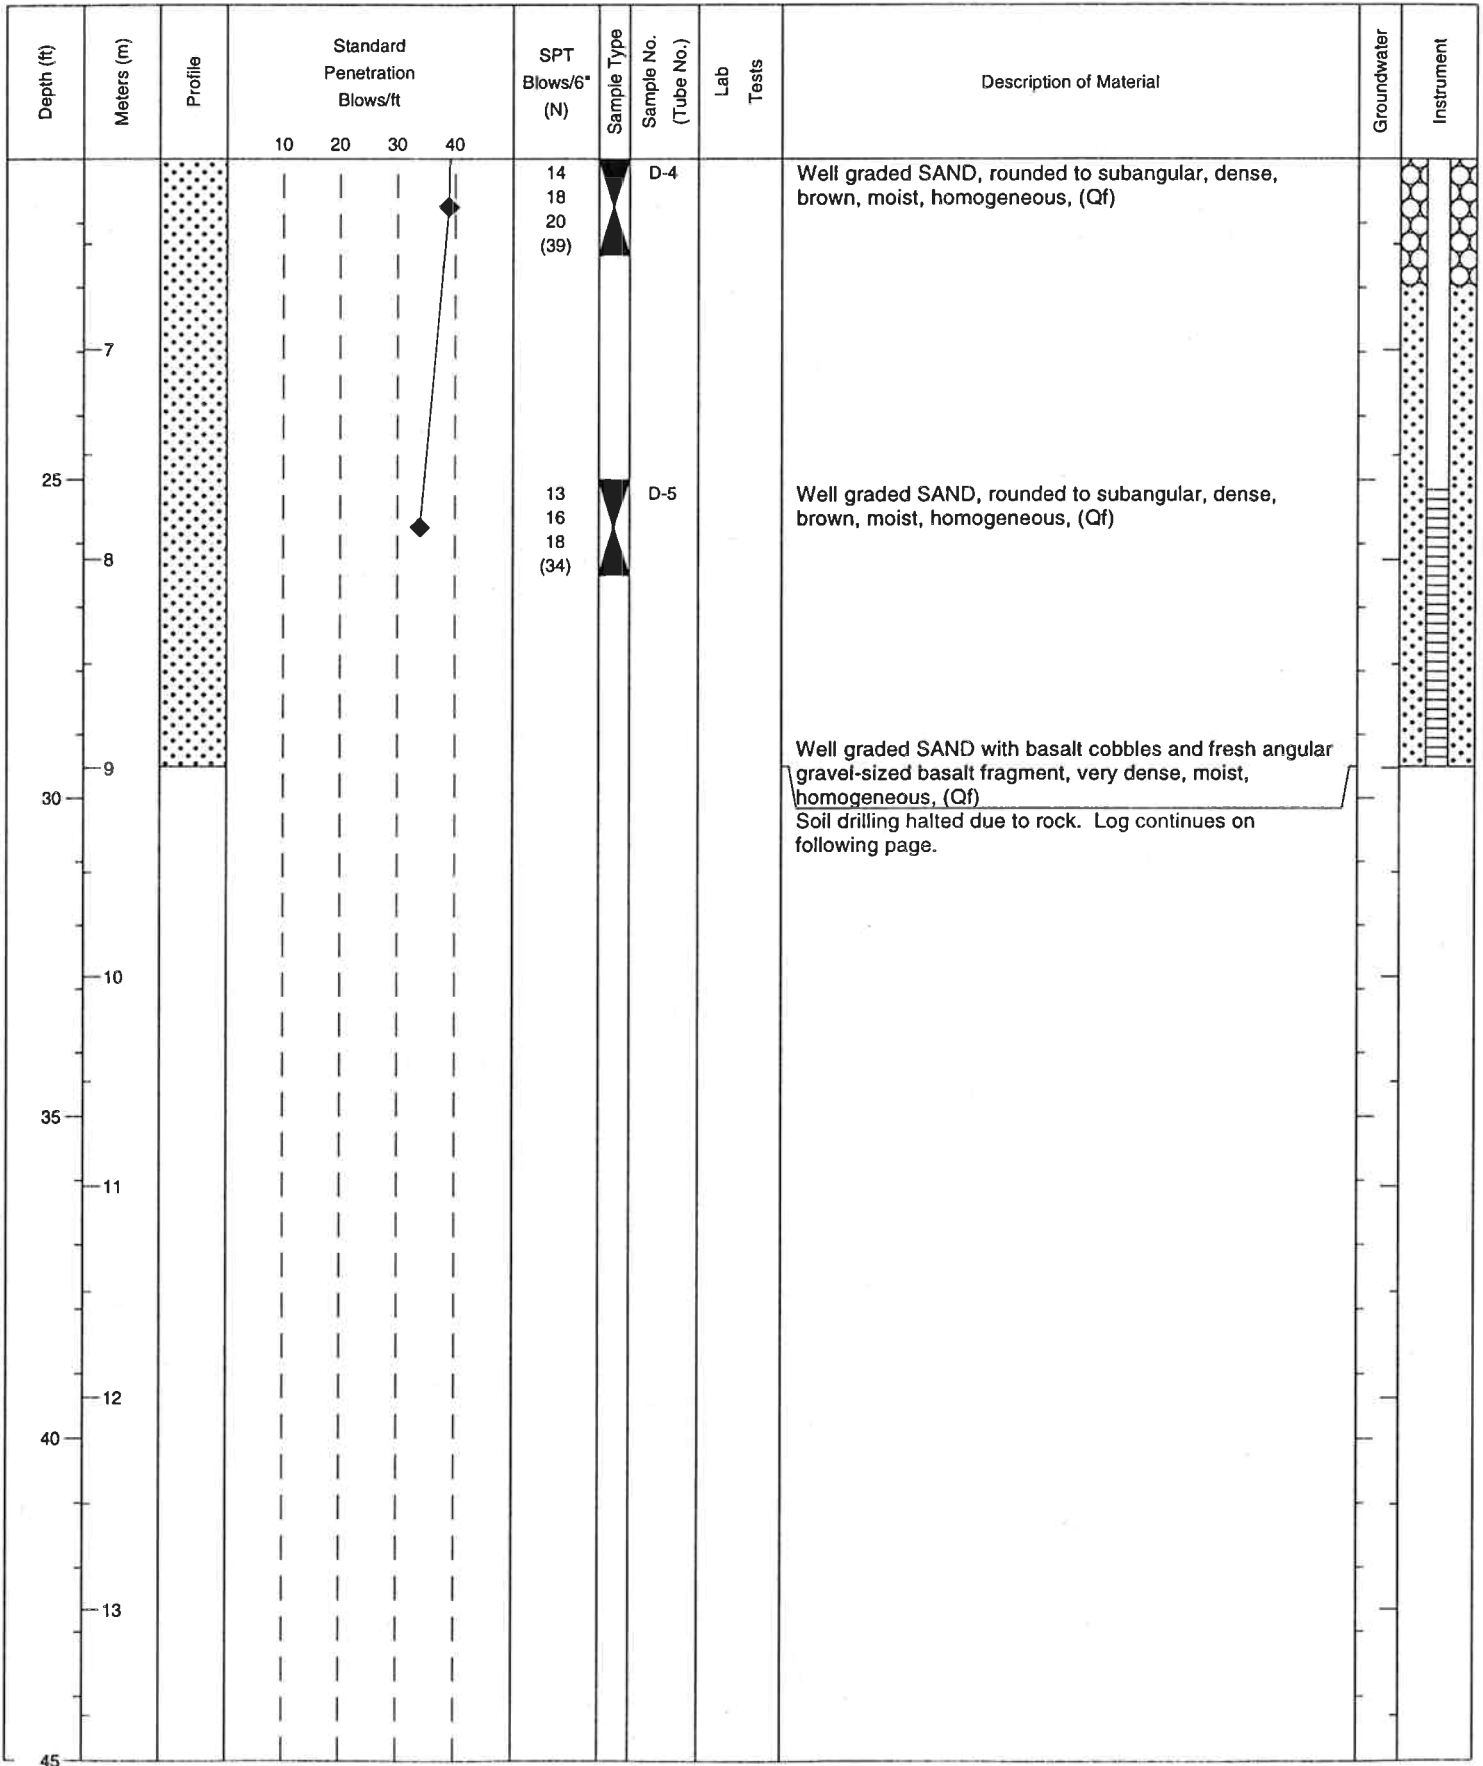 Depth (ft)
Meters (m)
Profile
Standard
Penetration
Blows/ft
10 20 30 40
SPT
Blows/6"
(N)
Sample Type
Sample No.
(Tube No.)
Lab
Tests
Description of Material
Groundwater
Instrument
14
18
20
(39)
D-4
Well graded SAND, rounded to subangular, dense,
brown, moist, homogeneous, (Qf)
7
25
13
16
18
(34)
D-5
Well graded SAND, rounded to subangular, dense,
brown, moist, homogeneous, (Qf)
8
Well graded SAND with basalt cobbles and fresh angular
gravel-sized basalt fragment, very dense, moist,
homogeneous, (Qf)
9
30
Soil drilling halted due to rock. Log continues on
following page.
10
35
11
12
40
13
45